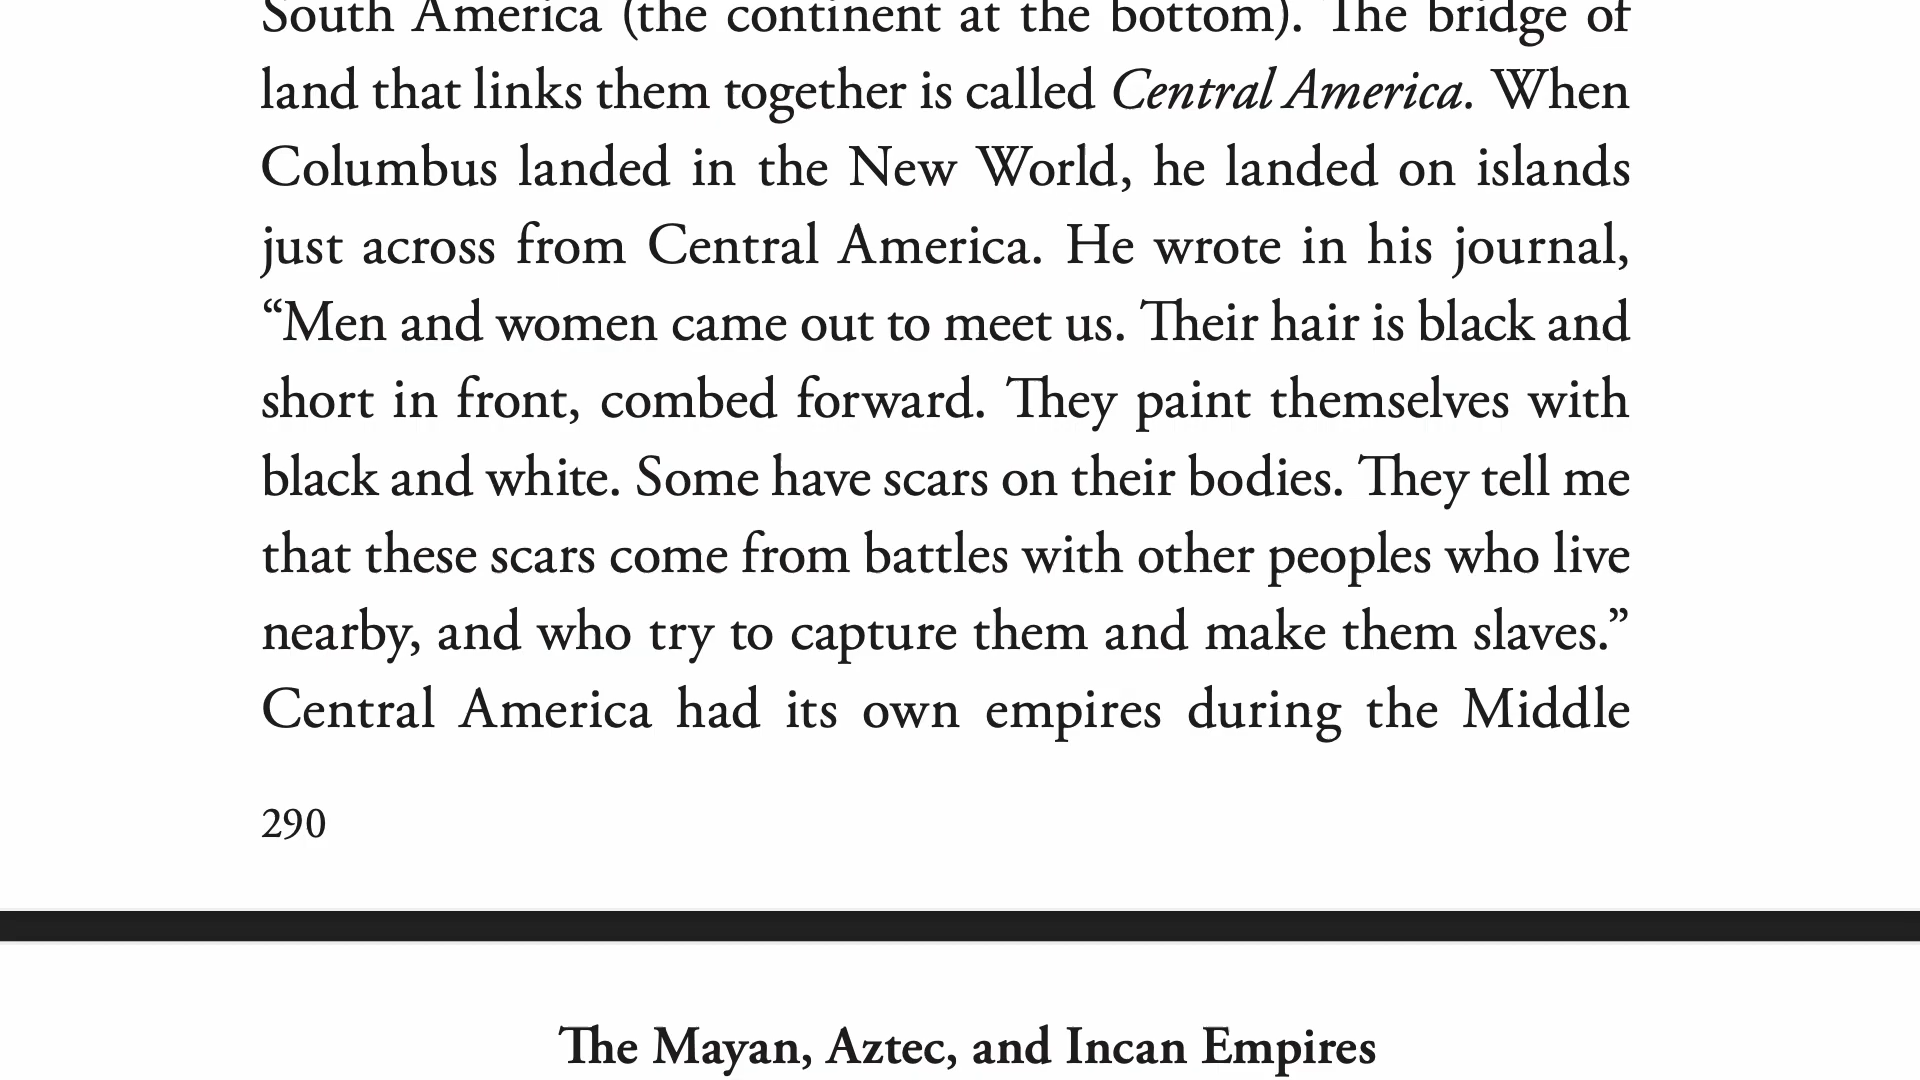 South America (the continent at the bottom). The bridge of
land that links them together is called Central America. When
Columbus landed in the New World, he landed on islands
just across from Central America. He wrote in his journal,
“Men and women came out to meet us. Their hair is black and
short in front, combed forward. They paint themselves with
black and white. Some have scars on their bodies. They tell me
that these scars come from battles with other peoples who live
nearby, and who try to capture them and make them slaves.”
Central America had its own empires during the Middle
290
The Mayan, Aztec, and Incan Empires